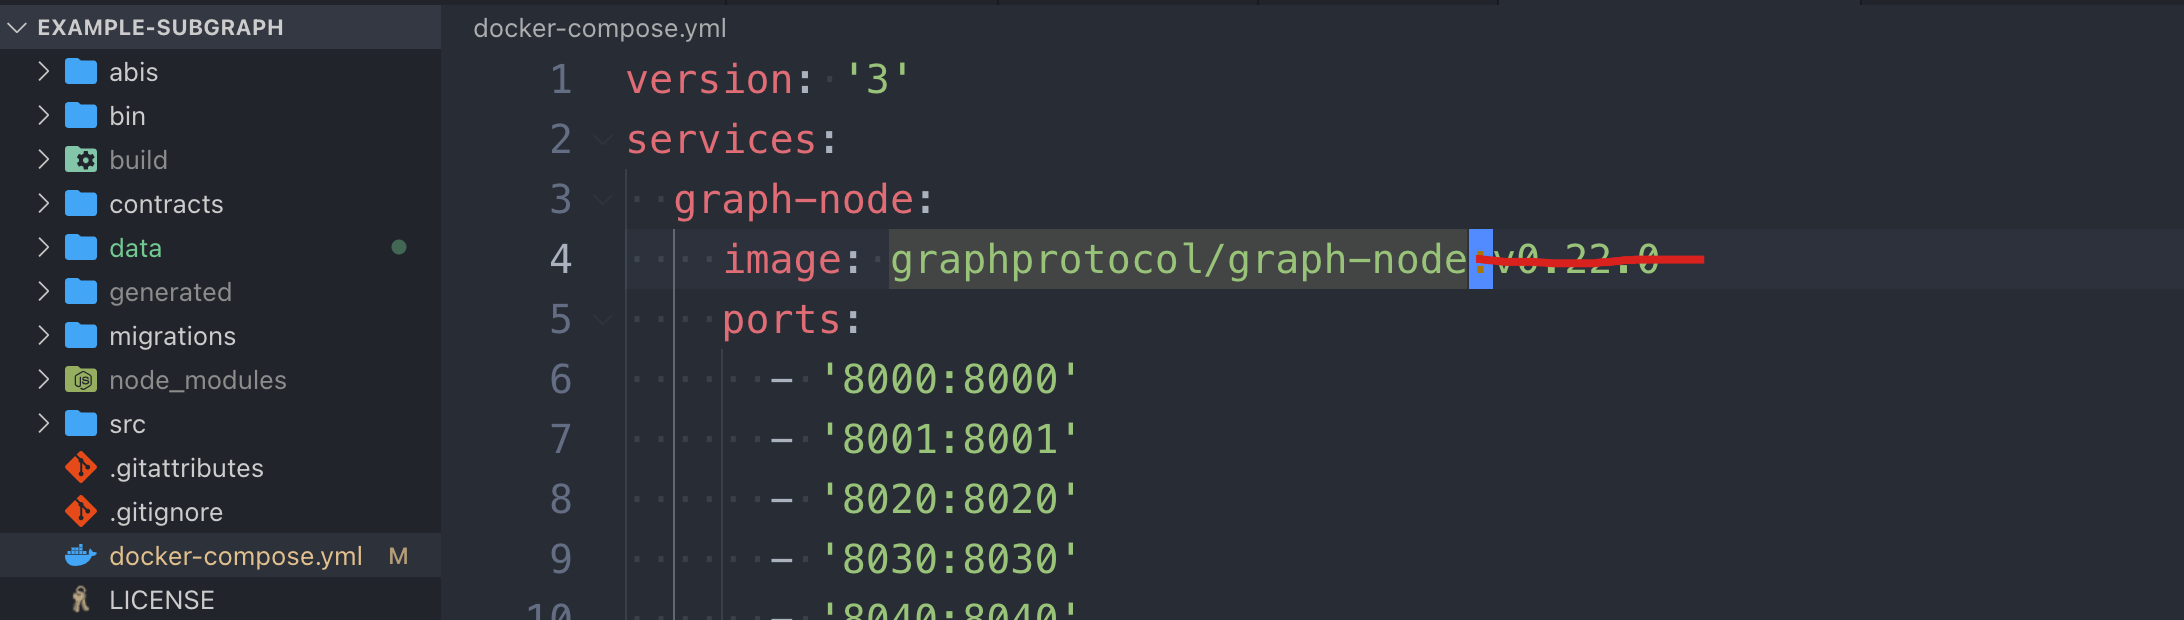 EXAMPLE-SUBGRAPH
abis
bin
build
contracts
data
generated
migrations
node_modules
src
.gitattributes
.gitignore
docker-compose.yml M
LICENSE
docker-compose.yml
1 version: '3'
2 services:
3 graph-node:
4 image: graphprotocol/graph-node:v0.22.0
5 ports:
6 - '8000:8000'
7 - '8001:8001'
8 - '8020:8020'
9 - '8030:8030'
10 - '8040:8040'